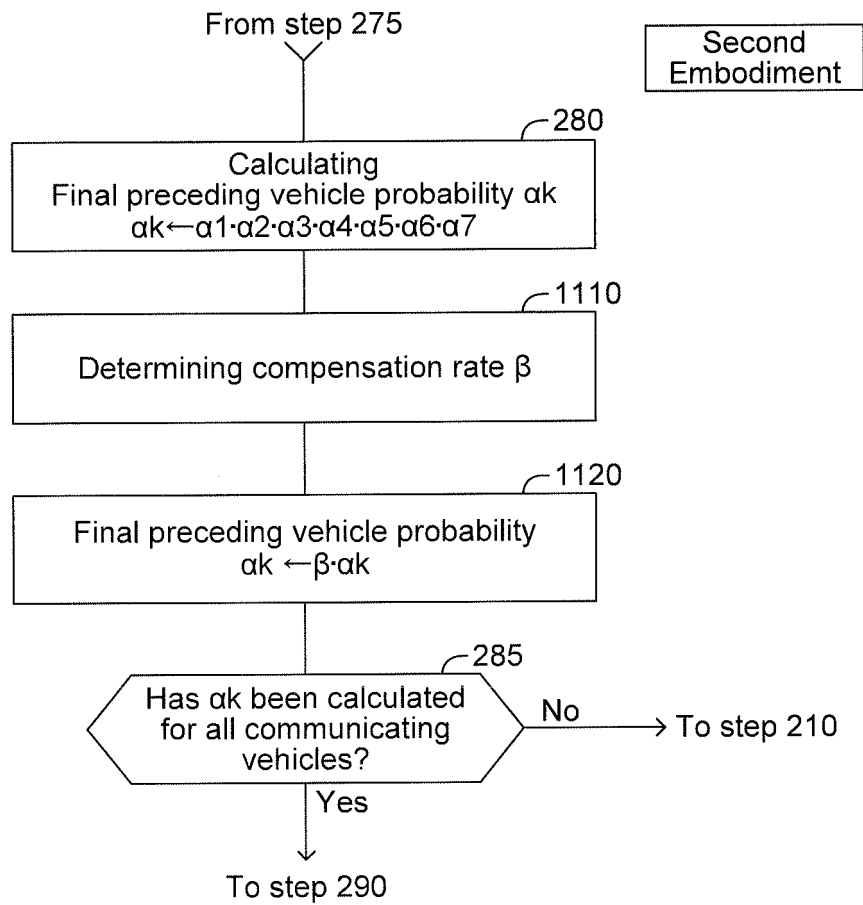 From step 275
Second
Embodiment
280
Calculating
Final preceding vehicle probability αk
αk←α1·α2·α3·α4·α5·α6·α7
1110
Determining compensation rate β
1120
Final preceding vehicle probability
αk ←β·αk
285
Has αk been calculated
for all communicating
vehicles?
No
To step 210
Yes
To step 290